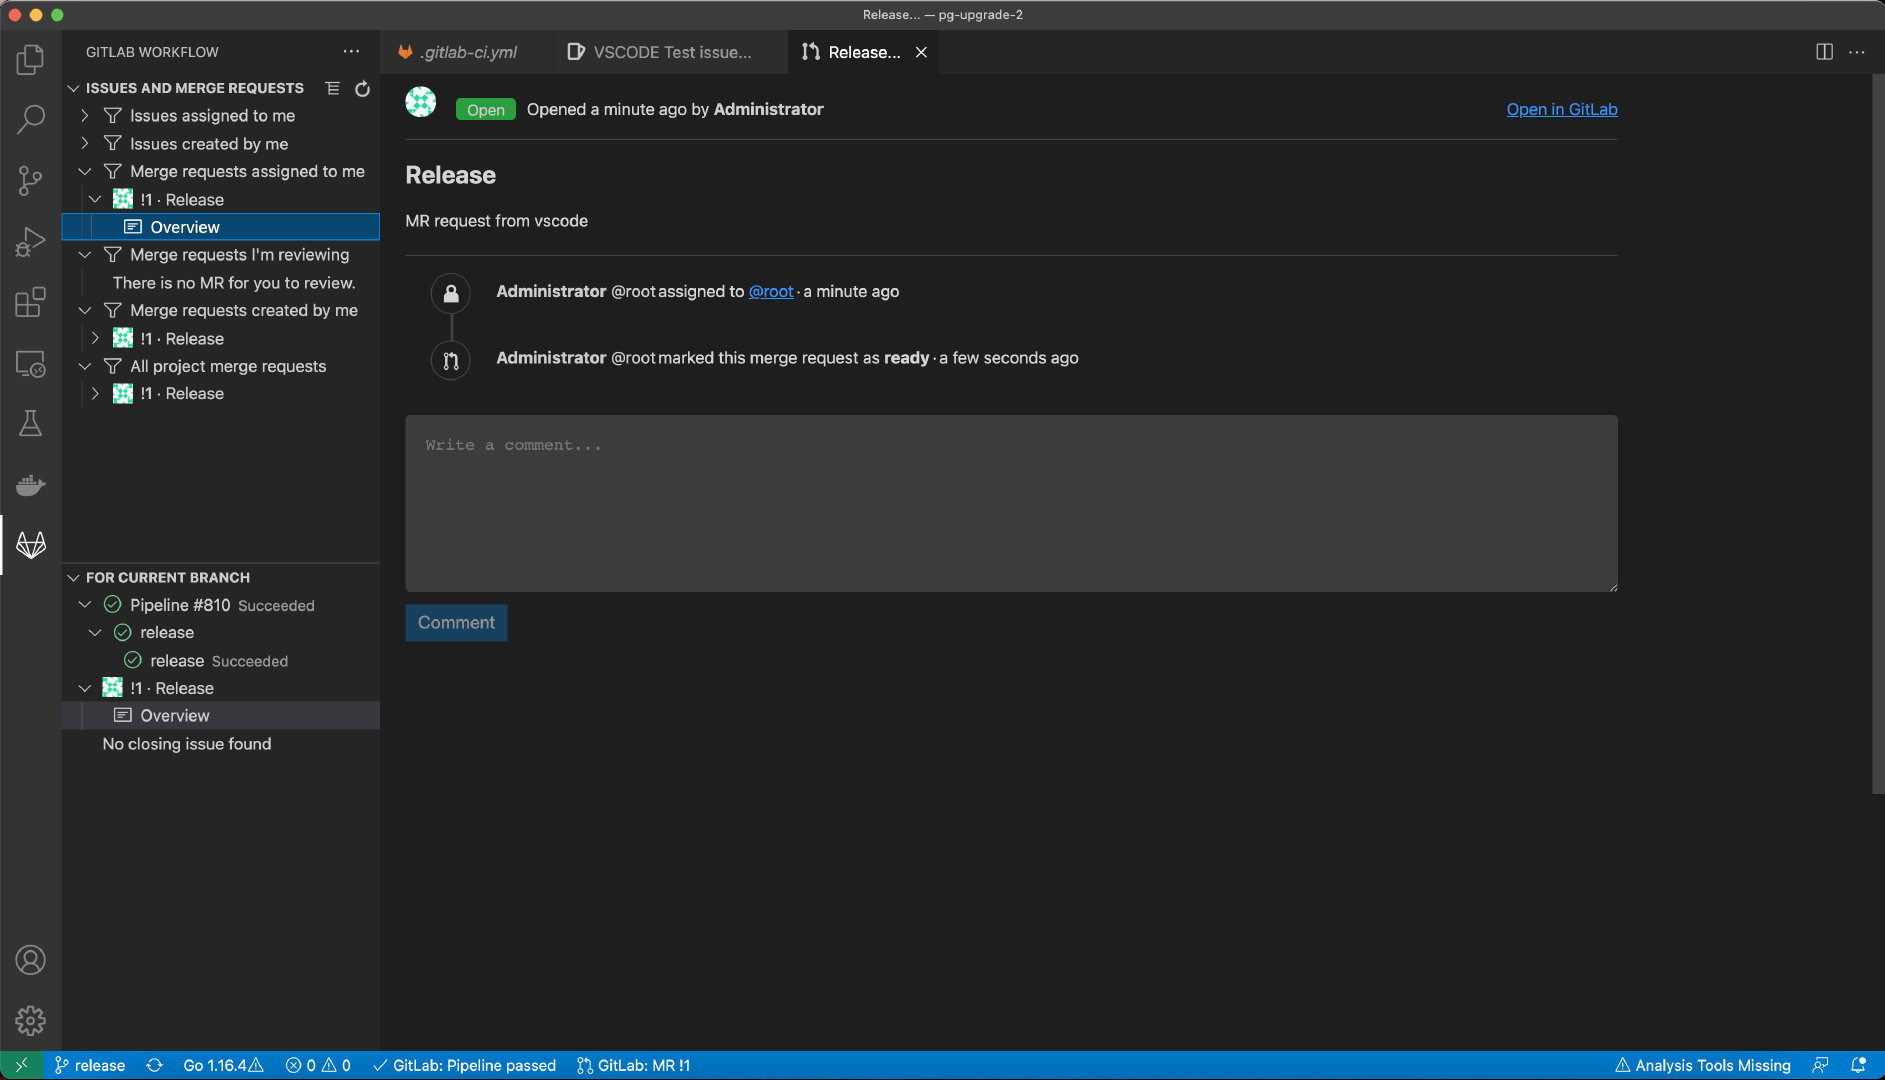 Release... — pg-upgrade-2
GITLAB WORKFLOW
ISSUES AND MERGE REQUESTS
Issues assigned to me
Issues created by me
Merge requests assigned to me
!1 · Release
Overview
Merge requests I'm reviewing
There is no MR for you to review.
Merge requests created by me
!1 · Release
All project merge requests
!1 · Release
FOR CURRENT BRANCH
Pipeline #810 Succeeded
release
release Succeeded
!1 · Release
Overview
No closing issue found
.gitlab-ci.yml
VSCODE Test issue...
Release...
Open Opened a minute ago by Administrator
Open in GitLab
Release
MR request from vscode
Administrator @root assigned to @root · a minute ago
Administrator @root marked this merge request as ready · a few seconds ago
Write a comment...
Comment
release
Go 1.16.4
0 0
GitLab: Pipeline passed
GitLab: MR !1
Analysis Tools Missing